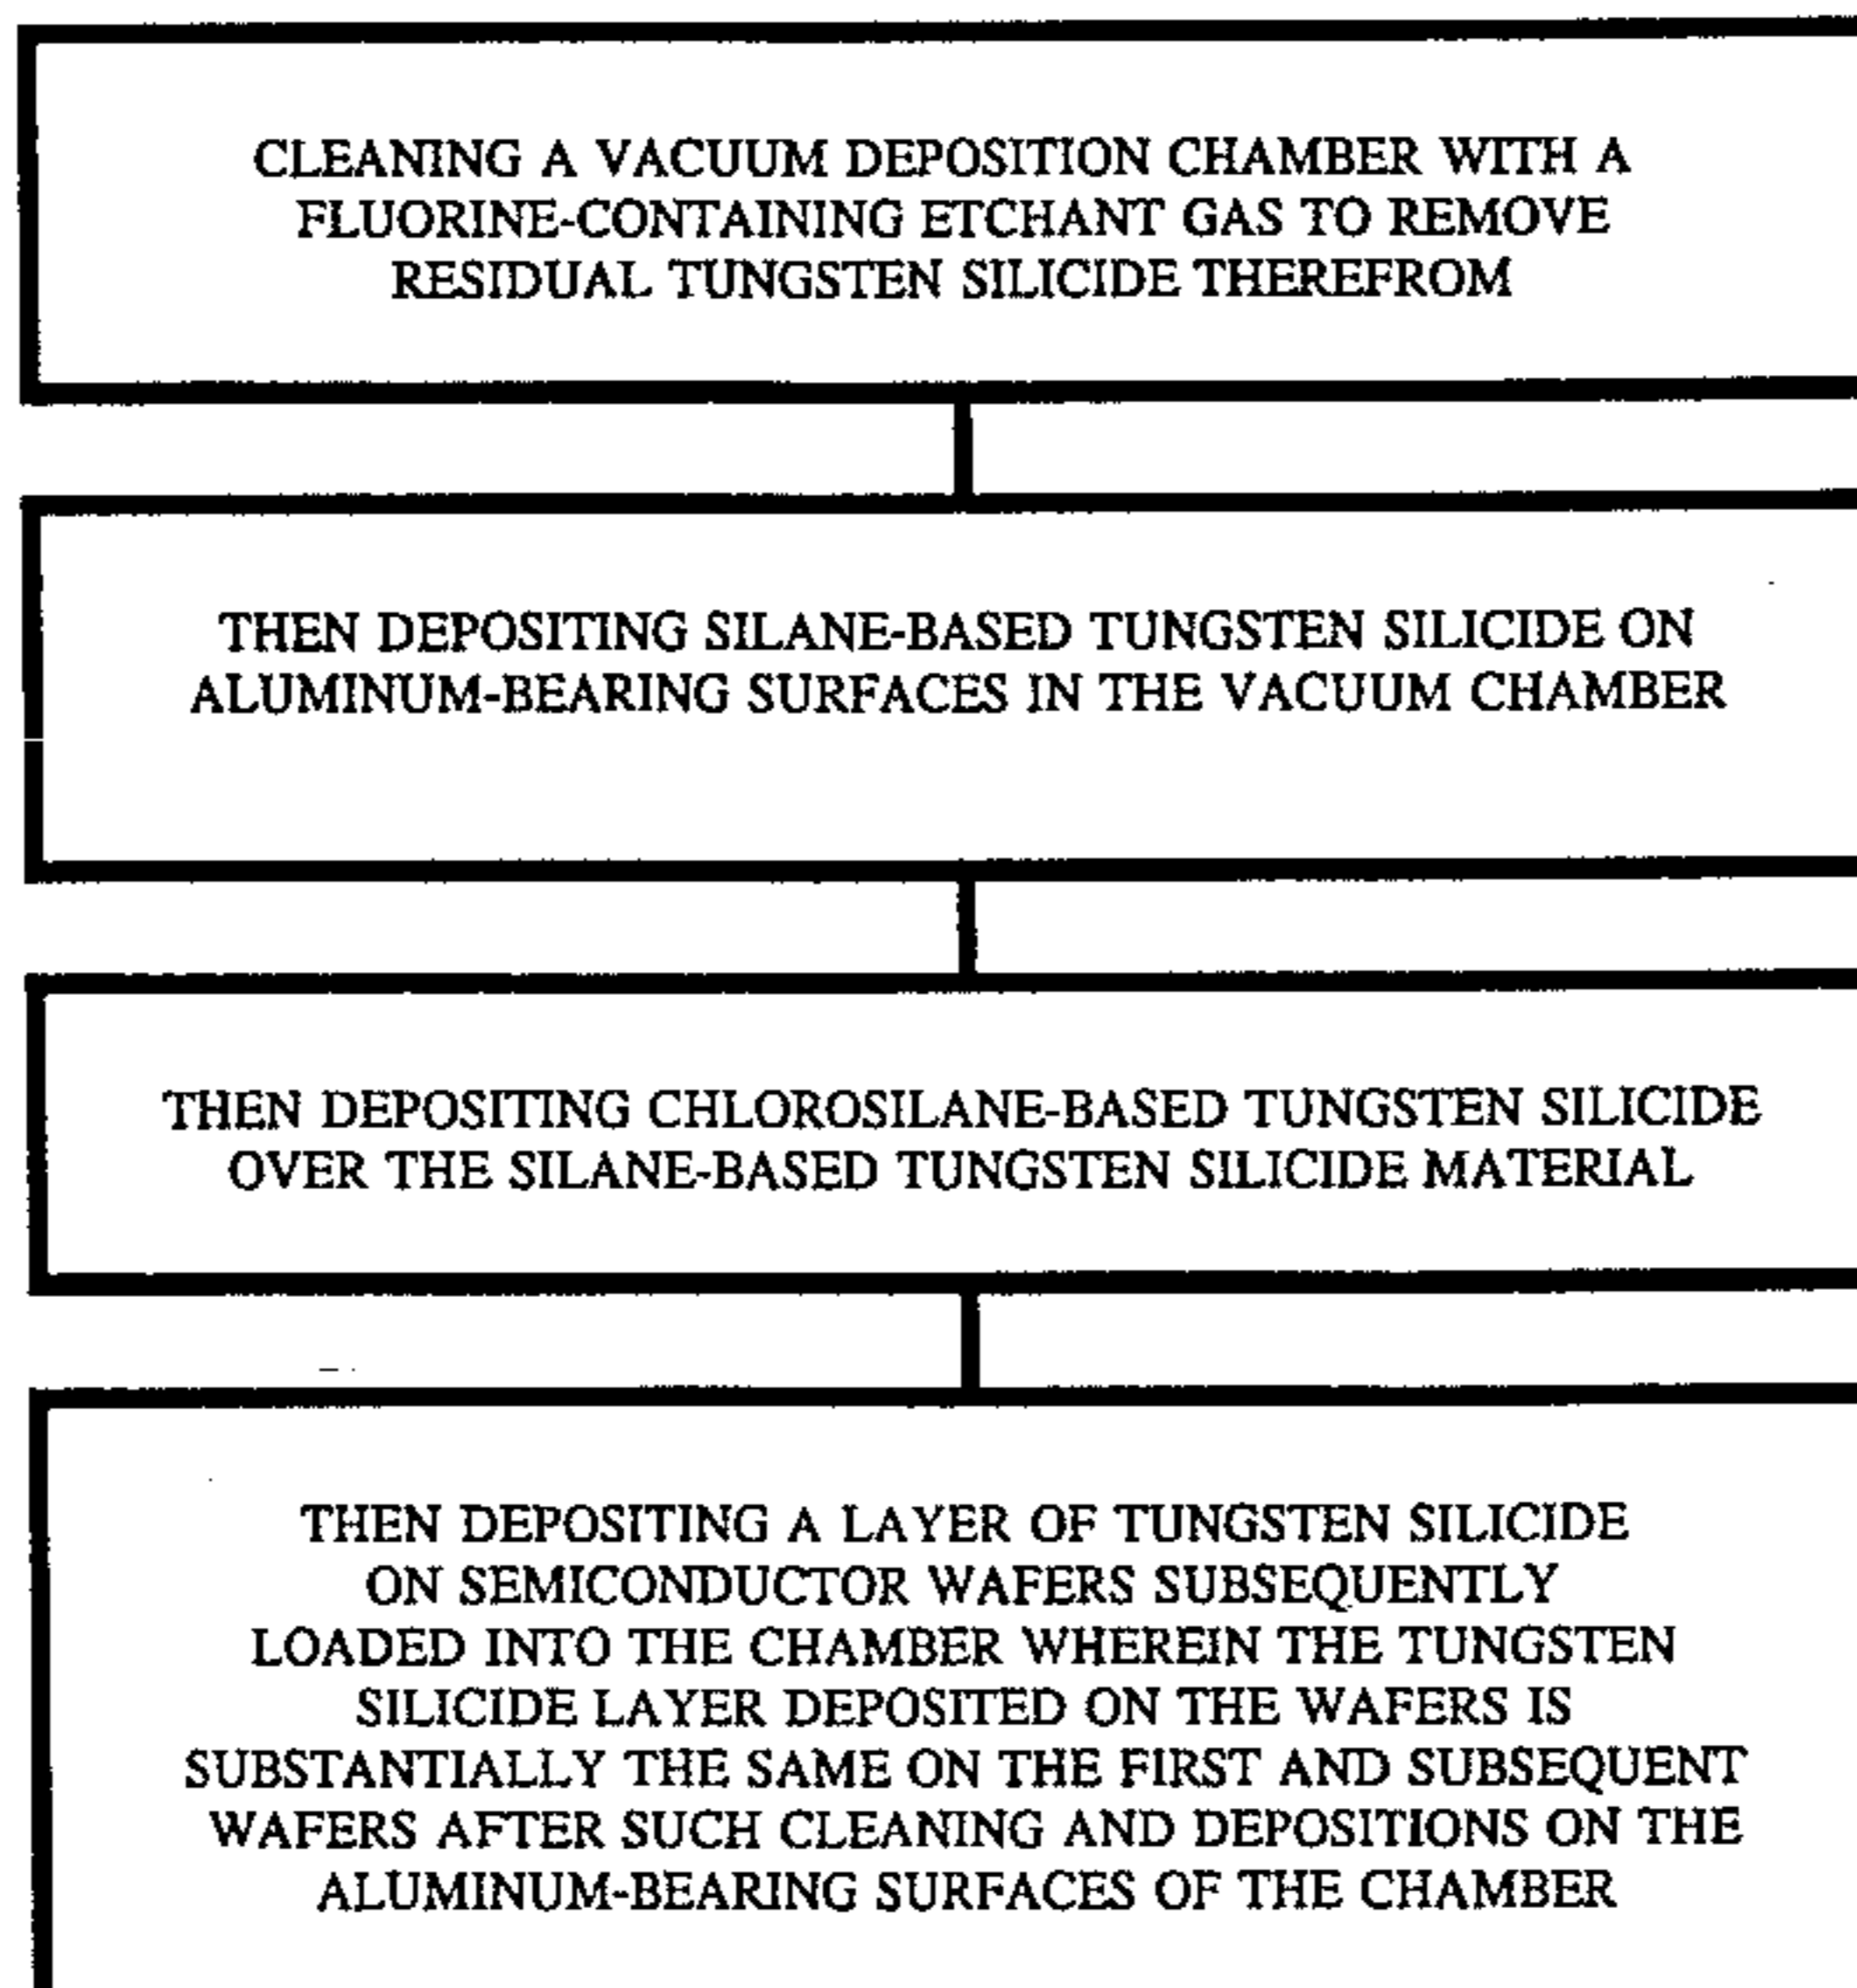 CLEANING A VACUUM DEPOSITION CHAMBER WITH A
FLUORINE-CONTAINING ETCHANT GAS TO REMOVE
RESIDUAL TUNGSTEN SILICIDE THEREFROM
THEN DEPOSITING SILANE-BASED TUNGSTEN SILICIDE ON
ALUMINUM-BEARING SURFACES IN THE VACUUM CHAMBER
THEN DEPOSITING CHLOROSILANE-BASED TUNGSTEN SILICIDE
OVER THE SILANE-BASED TUNGSTEN SILICIDE MATERIAL
THEN DEPOSITING A LAYER OF TUNGSTEN SILICIDE
ON SEMICONDUCTOR WAFERS SUBSEQUENTLY
LOADED INTO THE CHAMBER WHEREIN THE TUNGSTEN
SILICIDE LAYER DEPOSITED ON THE WAFERS IS
SUBSTANTIALLY THE SAME ON THE FIRST AND SUBSEQUENT
WAFERS AFTER SUCH CLEANING AND DEPOSITIONS ON THE
ALUMINUM-BEARING SURFACES OF THE CHAMBER